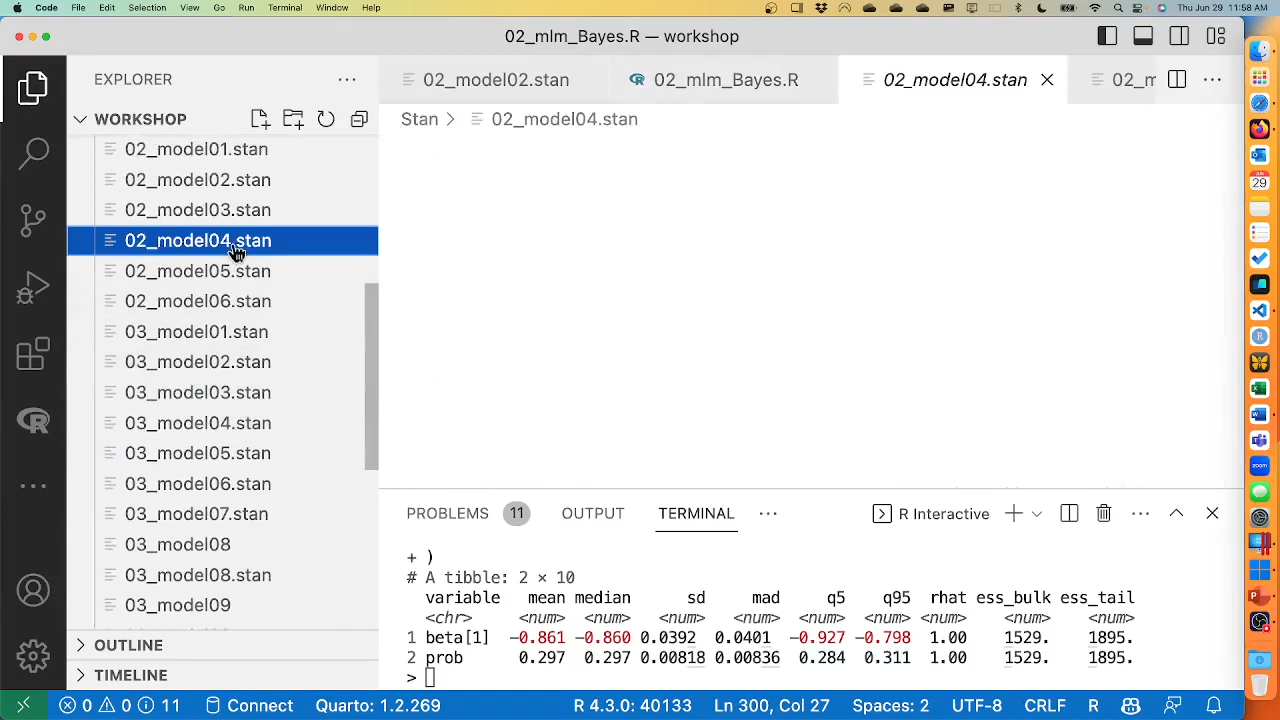 Code File Edit Selection View Go Run Terminal Window Help Thu Jun 29 11:58 AM
02_mlm_Bayes.R — workshop
EXPLORER ···
02_model02.stan 02_mlm_Bayes.R 02_model04.stan 02_m ···
WORKSHOP
Stan > 02_model04.stan
02_model01.stan
02_model02.stan
02_model03.stan
02_model04.stan
02_model05.stan
02_model06.stan
03_model01.stan
03_model02.stan
03_model03.stan
03_model04.stan
03_model05.stan
03_model06.stan
03_model07.stan
03_model08
03_model08.stan
03_model09
OUTLINE
TIMELINE
PROBLEMS 11 OUTPUT TERMINAL ··· R Interactive ···
+ )
# A tibble: 2 × 10
variable mean median sd mad q5 q95 rhat ess_bulk ess_tail
<chr> <num> <num> <num> <num> <num> <num> <num> <num> <num>
1 beta[1] −0.861 −0.860 0.0392 0.0401 −0.927 −0.798 1.00 1529. 1895.
2 prob 0.297 0.297 0.00818 0.00836 0.284 0.311 1.00 1529. 1895.
>
0 0 11 Connect Quarto: 1.2.269 R 4.3.0: 40133 Ln 300, Col 27 Spaces: 2 UTF-8 CRLF R
29
zoom